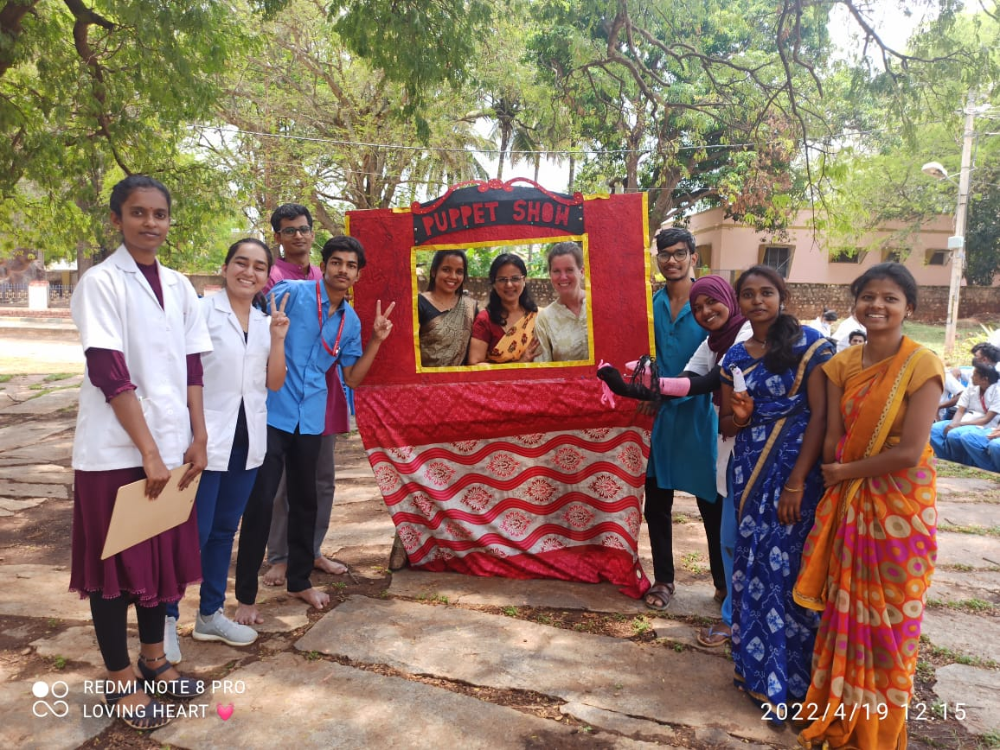 PUPPET SHOW
REDMI NOTE 8 PRO
LOVING HEART 💗
2022/4/19 12:15